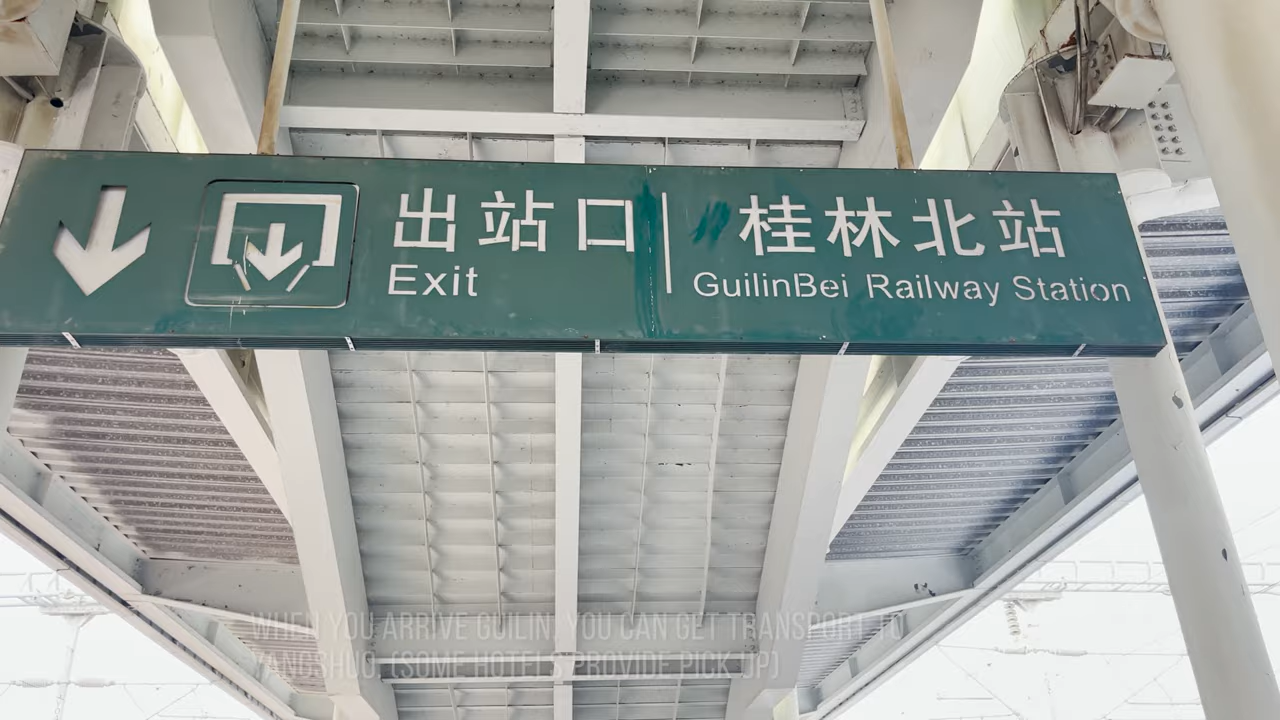 出站口
Exit
桂林北站
GuilinBei Railway Station
WHEN YOU ARRIVE GUILIN, YOU CAN GET TRANSPORT TO
YANGSHUO. (SOME HOTELS PROVIDE PICK UP)